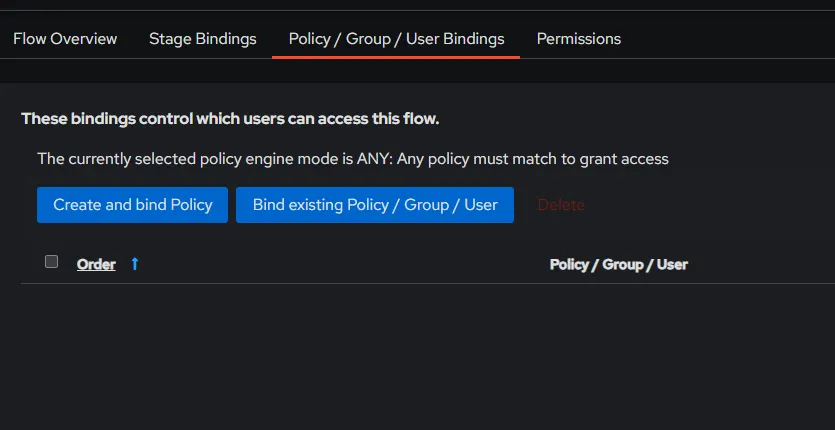 Flow Overview Stage Bindings Policy / Group / User Bindings Permissions
These bindings control which users can access this flow.
The currently selected policy engine mode is ANY: Any policy must match to grant access
Create and bind Policy Bind existing Policy / Group / User Delete
Order ↑ Policy / Group / User